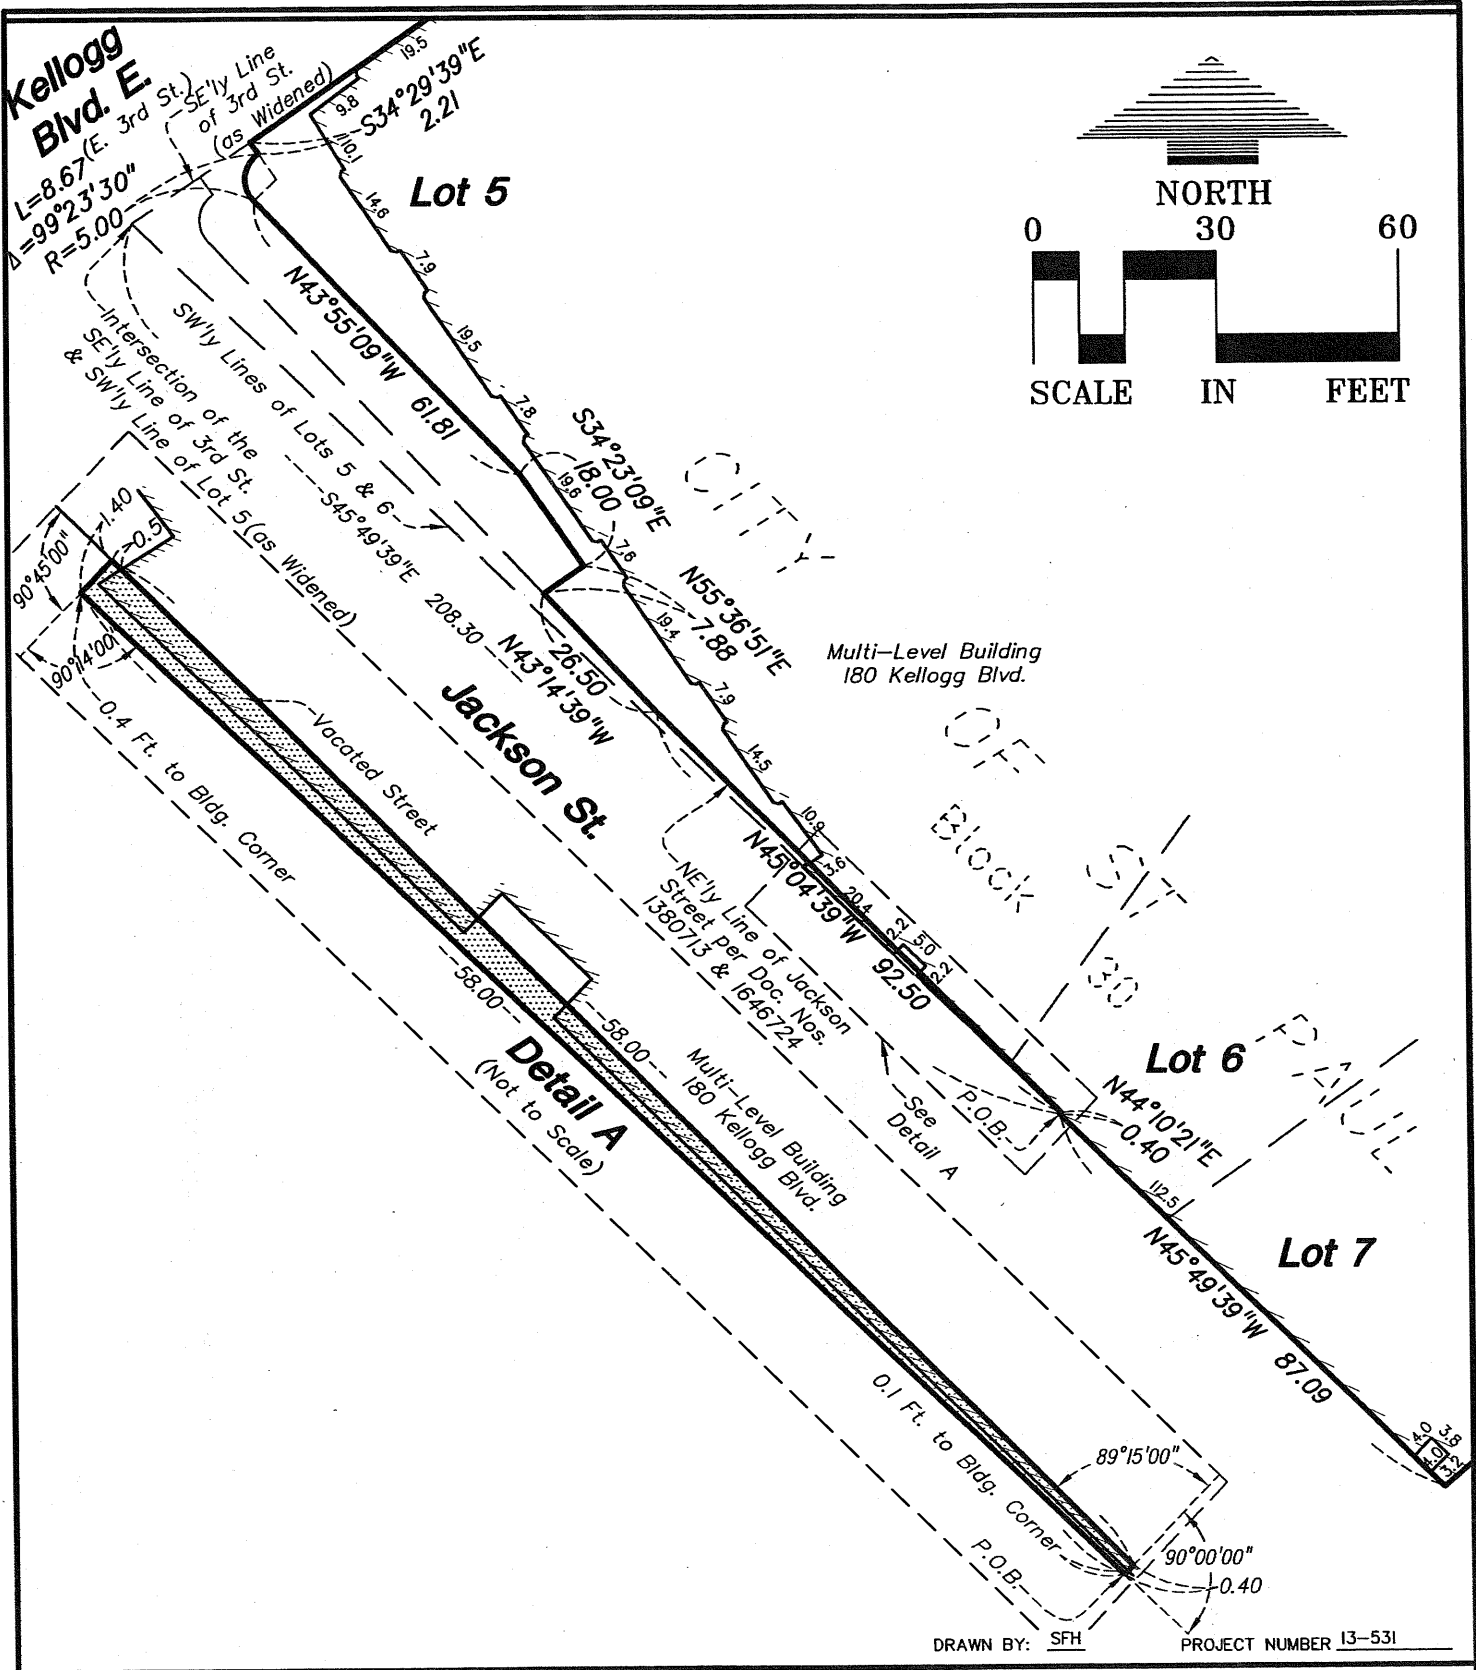 Kellogg
Blvd. E.
(E. 3rd St.)
SE'ly Line
of 3rd St.
(as Widened)
L=8.67
Δ=99°23'30"
R=5.00
19.5
9.8
S34°29'39"E
2.21
10.1
14.6
7.9
19.5
7.8
19.6
7.6
19.4
7.9
14.5
10.9
3.6
20.4
2.2
5.0
2.2
112.5
4.0
3.8
4.0
3.2
Lot 5
NORTH
0 30 60
SCALE IN FEET
N43°55'09"W 61.81
SW'ly Lines of Lots 5 & 6
Intersection of the
SE'ly Line of 3rd St.
& SW'ly Line of Lot 5 (as Widened)
S45°49'39"E 208.30
S34°23'09"E
18.00
N55°36'51"E
7.88
26.50
N43°14'39"W
Jackson St.
CITY
OF
ST
PAUL
Block
30
Multi-Level Building
180 Kellogg Blvd.
N45°04'39"W 92.50
NE'ly Line of Jackson
Street per Doc. Nos.
1380713 & 1646724
See
Detail A
P.O.B.
Lot 6
N44°10'21"E
0.40
Lot 7
N45°49'39"W 87.09
1.40
>0.5
90°45'00"
90°14'00"
0.4 Ft. to Bldg. Corner
Vacated Street
58.00
58.00
Detail A
(Not to Scale)
Multi-Level Building
180 Kellogg Blvd.
0.1 Ft. to Bldg. Corner
89°15'00"
90°00'00"
0.40
P.O.B.
DRAWN BY: SFH
PROJECT NUMBER 13-531